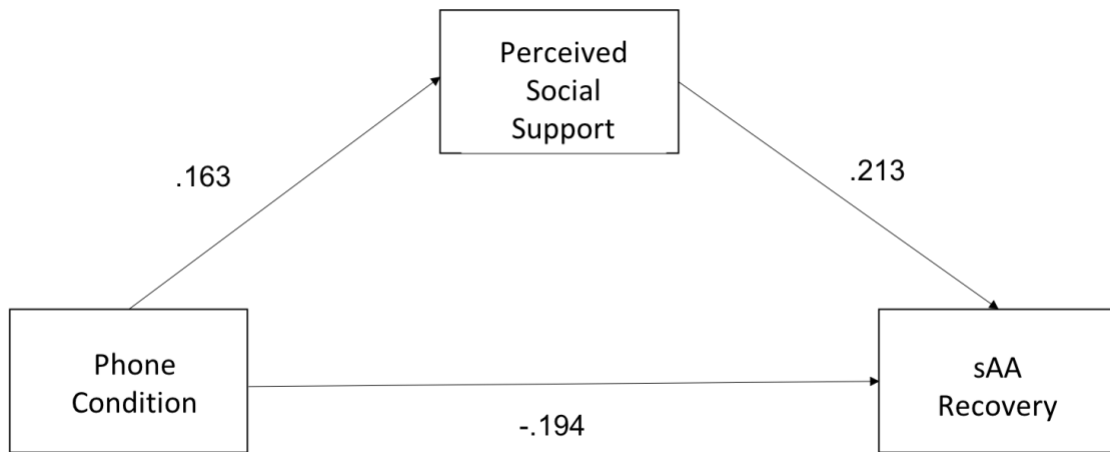 Perceived
Social
Support
.163
.213
Phone
Condition
sAA
Recovery
-.194